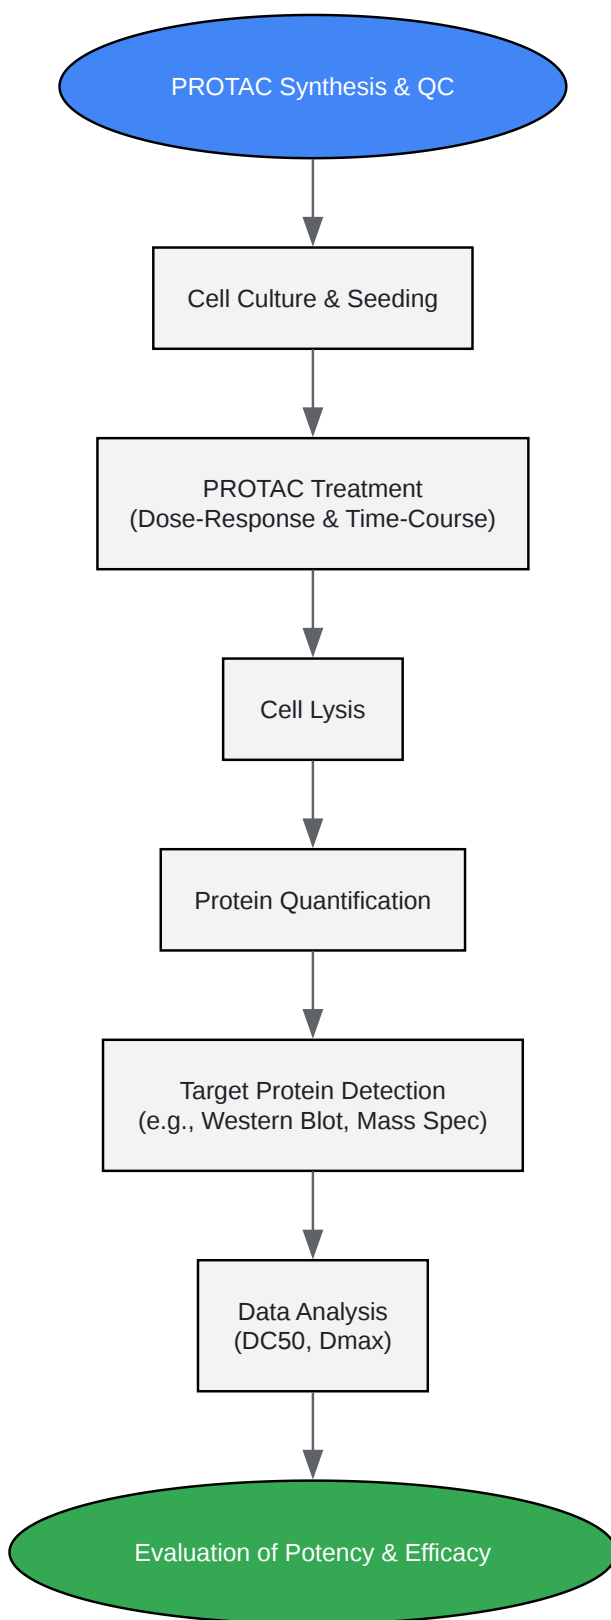 PROTAC Synthesis & QC
Cell Culture & Seeding
PROTAC Treatment
(Dose-Response & Time-Course)
Cell Lysis
Protein Quantification
Target Protein Detection
(e.g., Western Blot, Mass Spec)
Data Analysis
(DC50, Dmax)
Evaluation of Potency & Efficacy